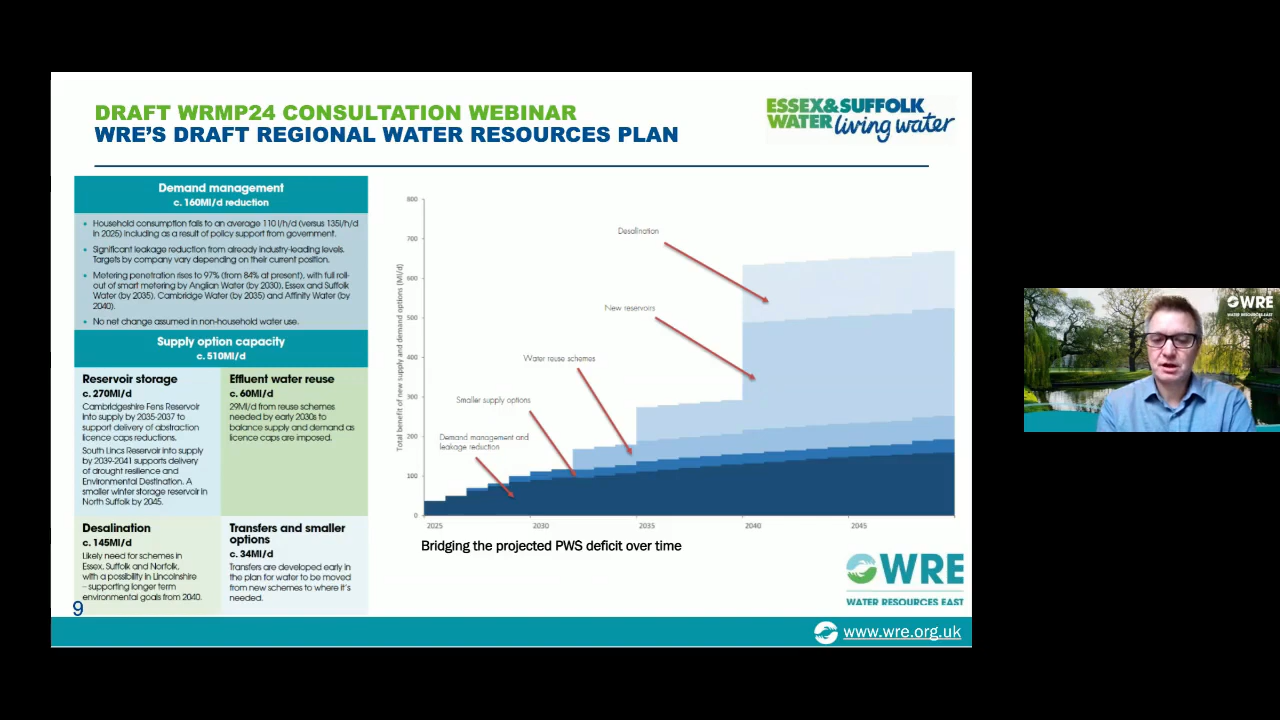 DRAFT WRMP24 CONSULTATION WEBINAR
WRE'S DRAFT REGIONAL WATER RESOURCES PLAN
ESSEX&SUFFOLK
WATER living water
Demand management
c. 160Ml/d reduction
• Household consumption falls to an average 110 l/h/d (versus 135l/h/d
in 2025) including as a result of policy support from government.
• Significant leakage reduction from already industry-leading levels.
Targets by company vary depending on their current position.
• Metering penetration rises to 97% (from 84% at present), with full roll-
out of smart metering by Anglian Water (by 2030), Essex and Suffolk
Water (by 2035), Cambridge Water (by 2035) and Affinity Water (by
2040).
• No net change assumed in non-household water use.
Supply option capacity
c. 510Ml/d
Reservoir storage
c. 270Ml/d
Cambridgeshire Fens Reservoir
into supply by 2035-2037 to
support delivery of abstraction
licence caps reductions.
South Lincs Reservoir into supply
by 2039-2041 supports delivery
of drought resilience and
Environmental Destination. A
smaller winter storage reservoir in
North Suffolk by 2045.
Effluent water reuse
c. 60Ml/d
29Ml/d from reuse schemes
needed by early 2030s to
balance supply and demand as
licence caps are imposed.
Desalination
c. 145Ml/d
Likely need for schemes in
Essex, Suffolk and Norfolk,
with a possibility in Lincolnshire
– supporting longer term
environmental goals from 2040.
Transfers and smaller
options
c. 34Ml/d
Transfers are developed early in
the plan for water to be moved
from new schemes to where it's
needed.
9
Total benefit of new supply and demand options (Ml/d)
800
700
600
500
400
300
200
100
0
2025
2030
2035
2040
2045
Desalination
New reservoirs
Water reuse schemes
Smaller supply options
Demand management and
leakage reduction
Bridging the projected PWS deficit over time
WRE
WATER RESOURCES EAST
www.wre.org.uk
WRE
WATER RESOURCES EAST